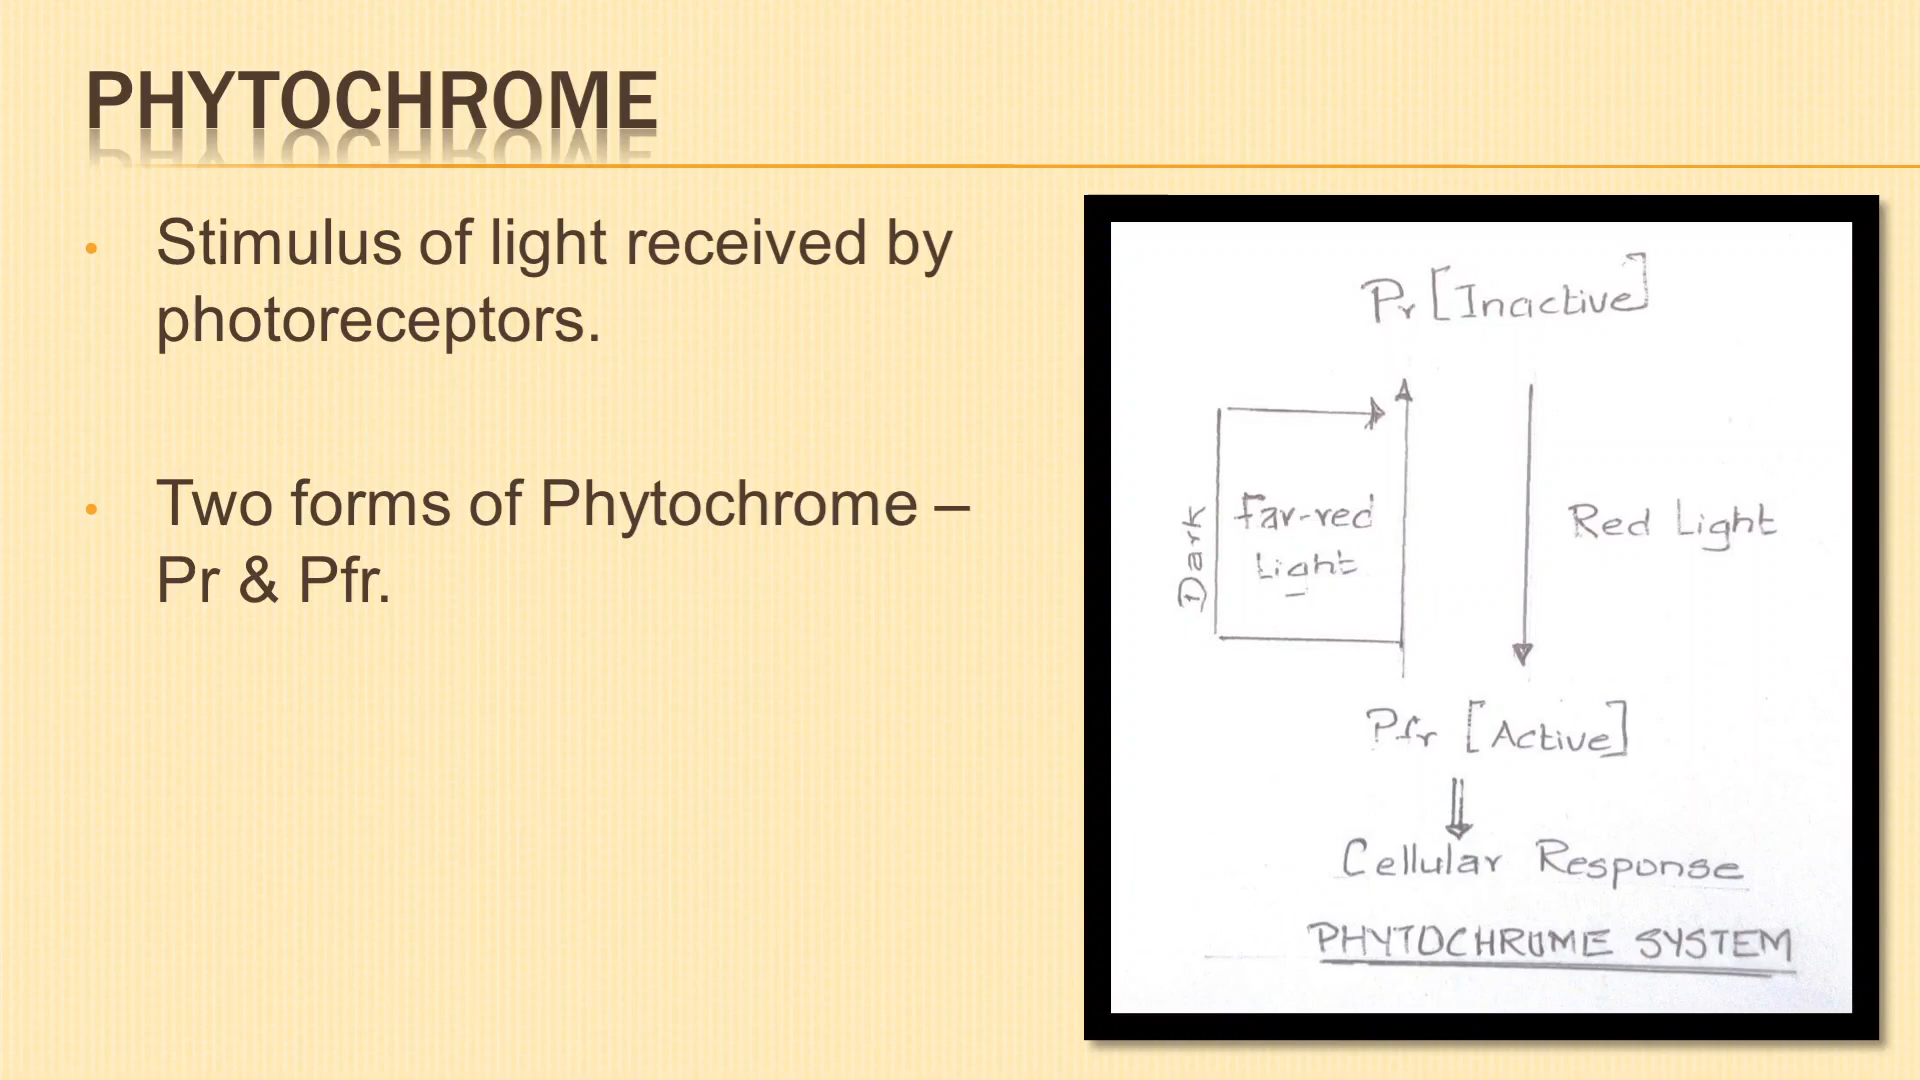 PHYTOCHROME
• Stimulus of light received by
photoreceptors.
• Two forms of Phytochrome –
Pr & Pfr.
Pr [Inactive]
Dark
Far-red
Light
Red Light
Pfr [Active]
Cellular Response
PHYTOCHROME SYSTEM